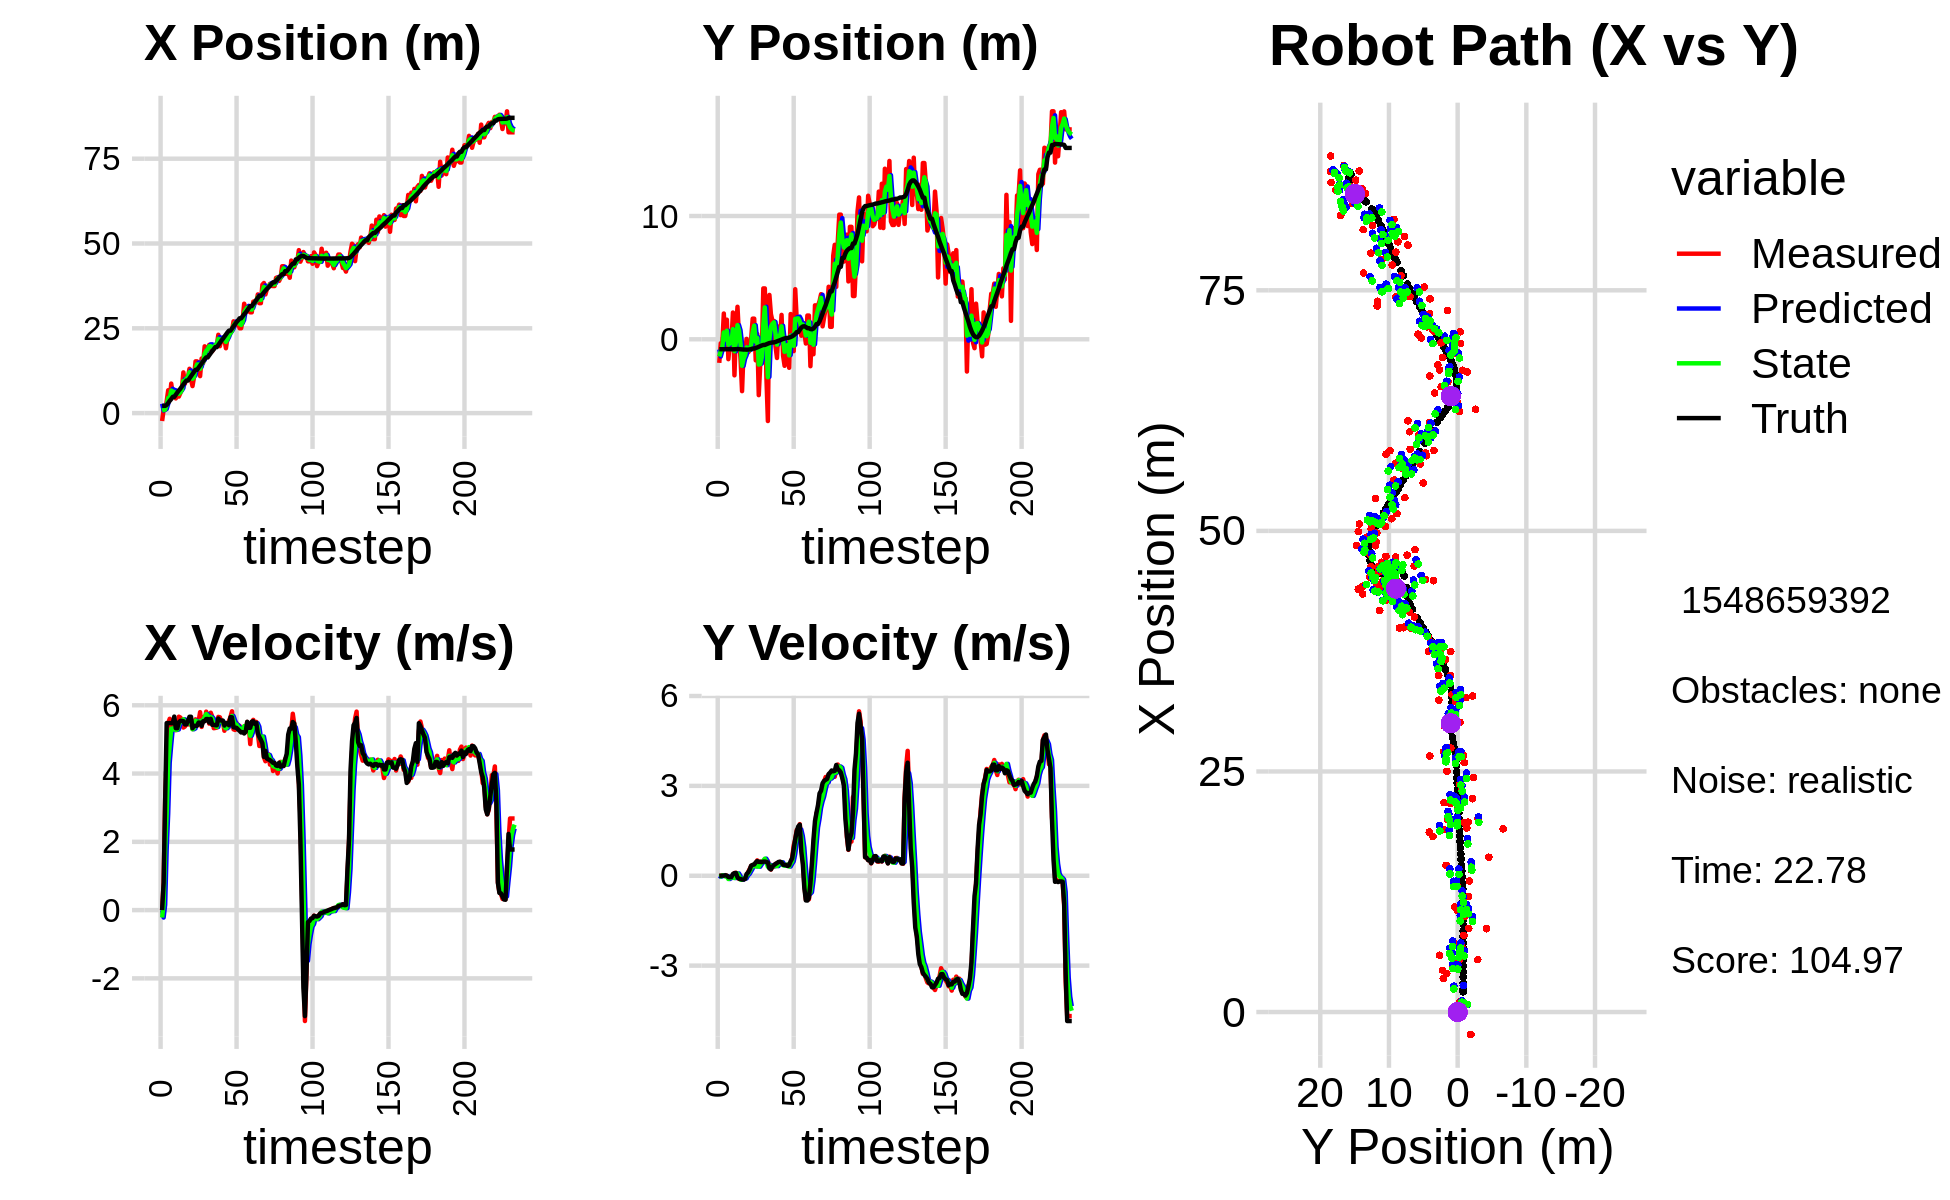 X Position (m)
75
50
25
0
0
50
100
150
200
timestep
Y Position (m)
10
0
0
50
100
150
200
timestep
X Velocity (m/s)
6
4
2
0
-2
0
50
100
150
200
timestep
Y Velocity (m/s)
6
3
0
-3
0
50
100
150
200
timestep
Robot Path (X vs Y)
X Position (m)
75
50
25
0
20 10 0 -10 -20
Y Position (m)
variable
Measured
Predicted
State
Truth
1548659392
Obstacles: none
Noise: realistic
Time: 22.78
Score: 104.97